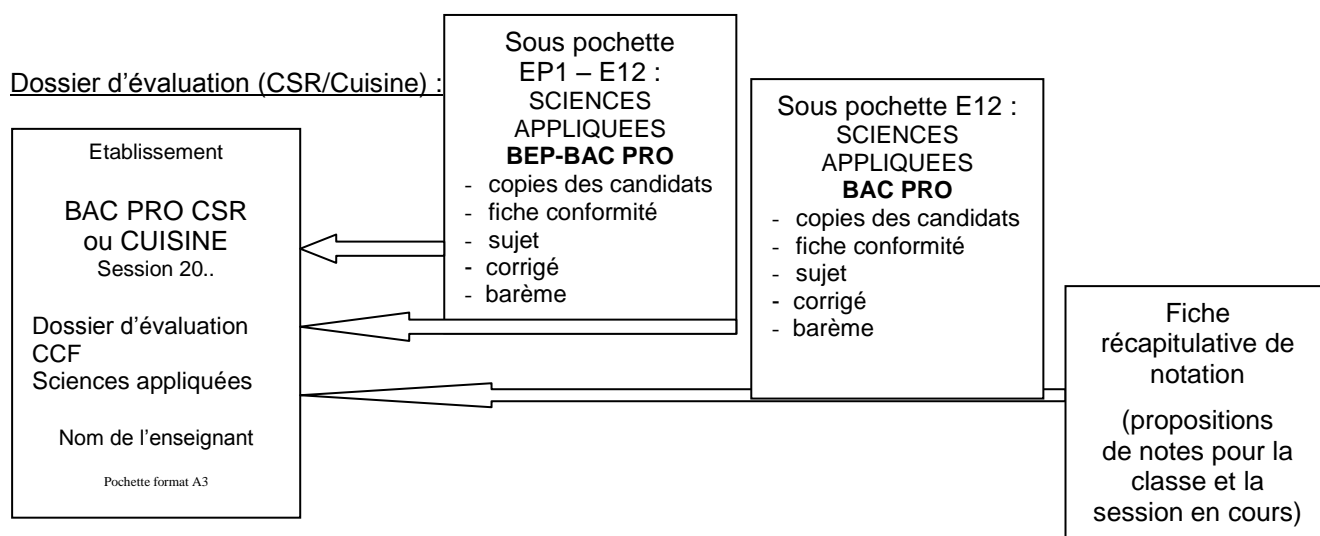 Dossier d'évaluation (CSR/Cuisine) :
Etablissement
BAC PRO CSR
ou CUISINE
Session 20..
Dossier d'évaluation
CCF
Sciences appliquées
Nom de l'enseignant
Pochette format A3
Sous pochette
EP1 – E12 :
SCIENCES
APPLIQUEES
BEP-BAC PRO
- copies des candidats
- fiche conformité
- sujet
- corrigé
- barème
Sous pochette E12 :
SCIENCES
APPLIQUEES
BAC PRO
- copies des candidats
- fiche conformité
- sujet
- corrigé
- barème
Fiche
récapitulative de
notation
(propositions
de notes pour la
classe et la
session en cours)